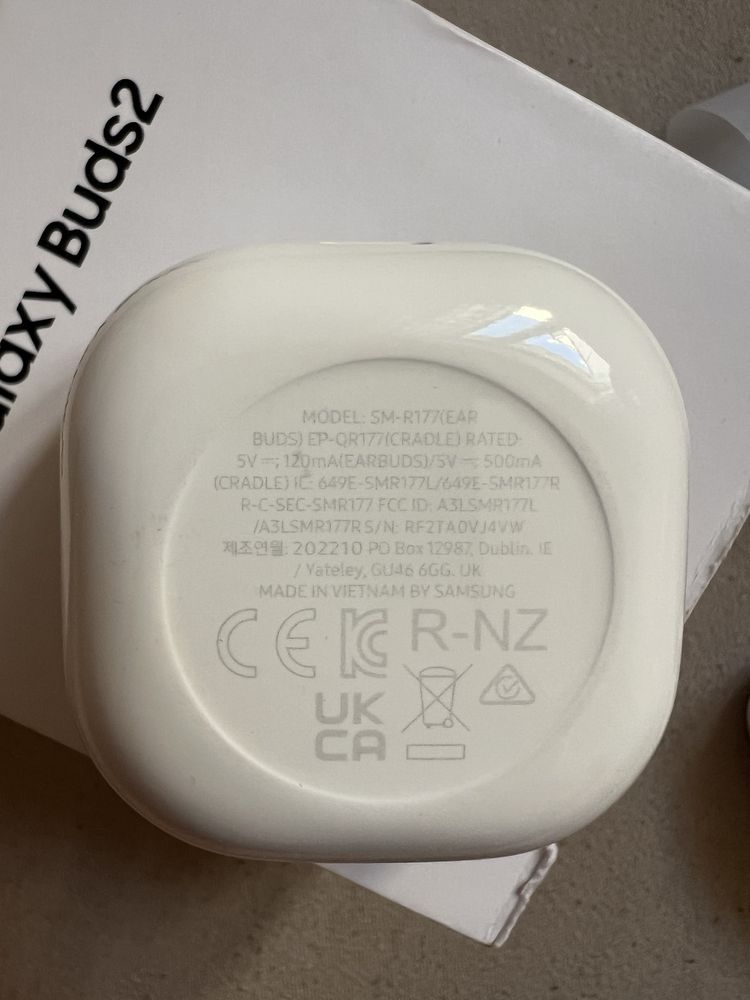 Galaxy Buds2
MODEL: SM-R177(EAR
BUDS) EP-QR177(CRADLE) RATED:
5V ⎓; 120mA(EARBUDS)/5V ⎓ 500mA
(CRADLE) IC: 649E-SMR177L/649E-SMR177R
R-C-SEC-SMR177 FCC ID: A3LSMR177L
/A3LSMR177R S/N: RF2TA0VJ4VW
제조연월: 202210 PO Box 12987, Dublin. IE
/ Yateley, GU46 6GG. UK
MADE IN VIETNAM BY SAMSUNG
CE KC R-NZ
UK
CA